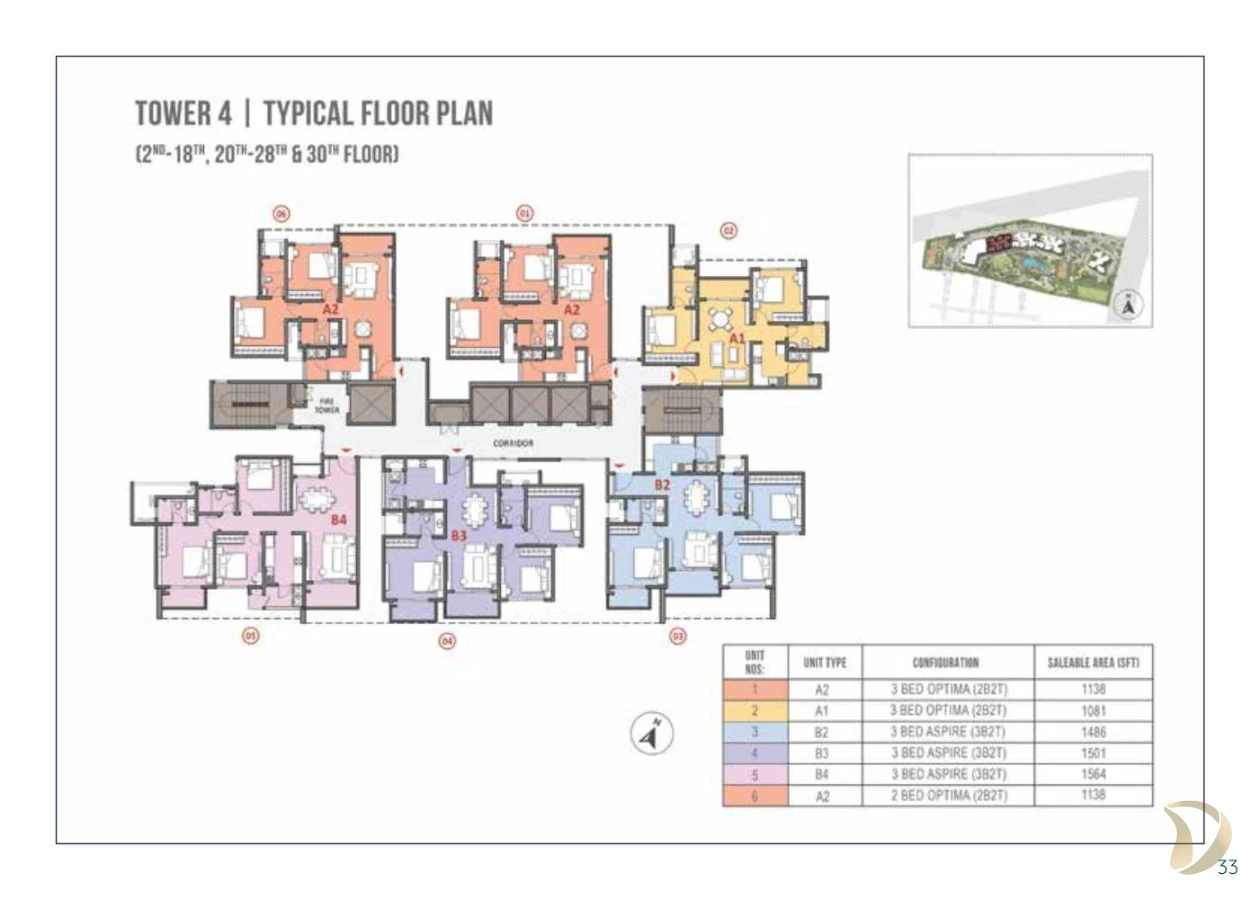 TOWER 4 | TYPICAL FLOOR PLAN
(2ND-18TH, 20TH-28TH & 30TH FLOOR)
06
01
02
A2
A2
A1
FIRE
TOWER
CORRIDOR
B2
B4
B3
05
04
03
N
N
UNIT NOS: UNIT TYPE CONFIGURATION SALEABLE AREA (SFT)
1 A2 3 BED OPTIMA (2B2T) 1138
2 A1 3 BED OPTIMA (2B2T) 1081
3 B2 3 BED ASPIRE (3B2T) 1486
4 B3 3 BED ASPIRE (3B2T) 1501
5 B4 3 BED ASPIRE (3B2T) 1564
6 A2 2 BED OPTIMA (2B2T) 1138
33